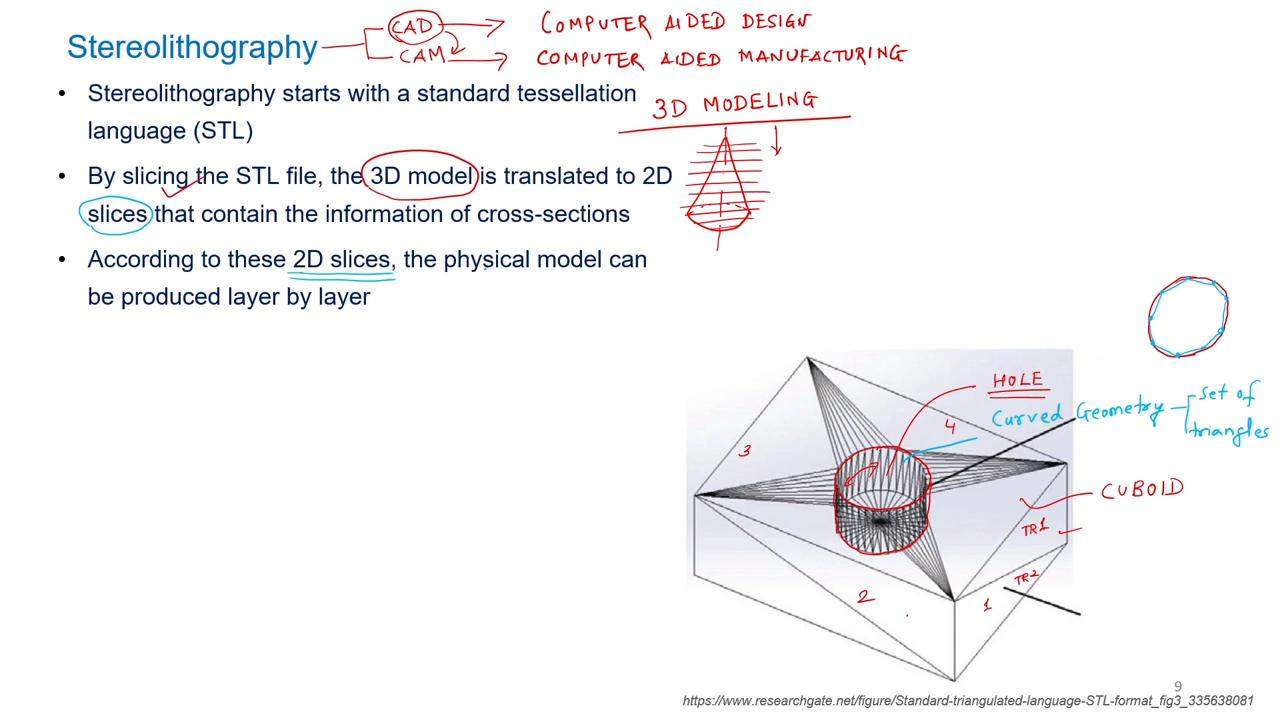 Stereolithography
CAD
COMPUTER AIDED DESIGN
CAM
COMPUTER AIDED MANUFACTURING
• Stereolithography starts with a standard tessellation
language (STL)
3D MODELING
• By slicing the STL file, the 3D model is translated to 2D
slices that contain the information of cross-sections
• According to these 2D slices, the physical model can
be produced layer by layer
HOLE
Curved Geometry
set of
triangles
4
3
CUBOID
TR1
TR2
2
1
9
https://www.researchgate.net/figure/Standard-triangulated-language-STL-format_fig3_335638081